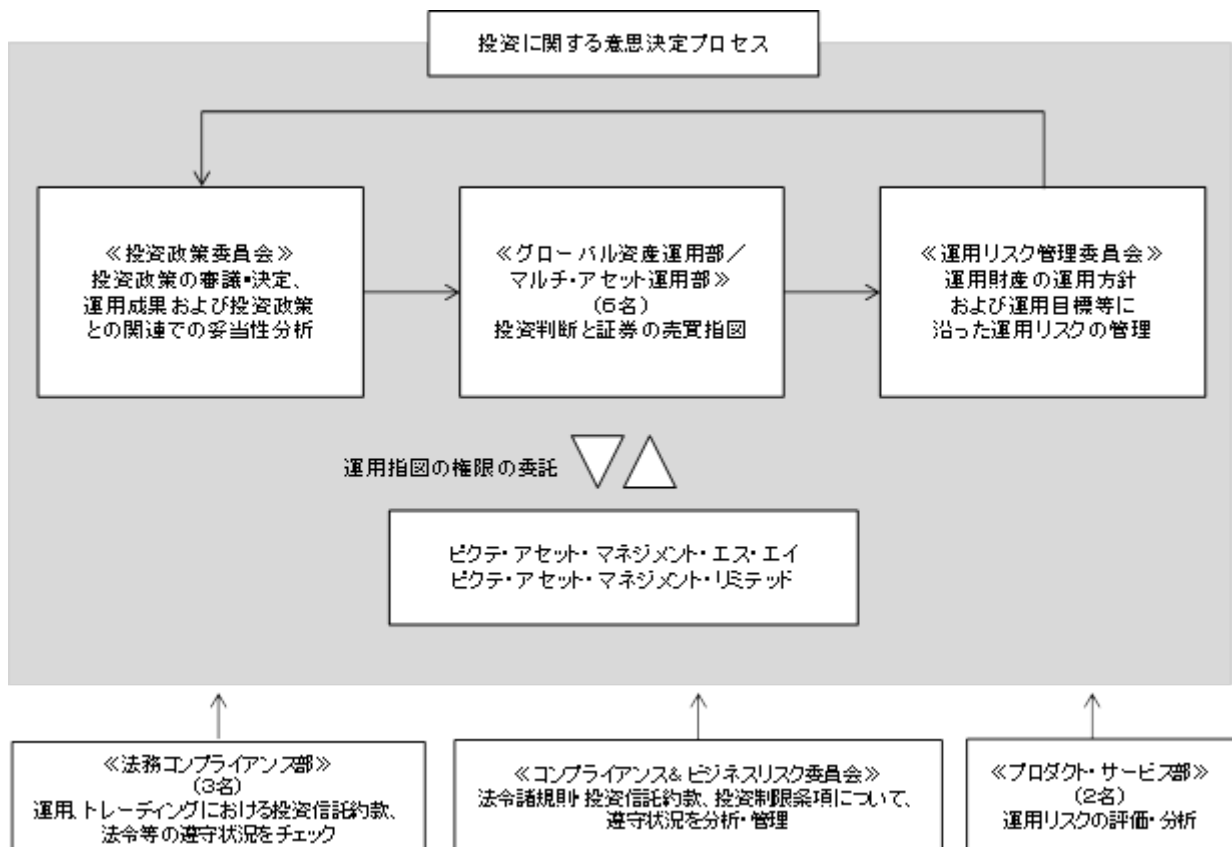 投資に関する意思決定プロセス
≪投資政策委員会≫
投資政策の審議・決定、
運用成果および投資政策
との関連での妥当性分析
≪グローバル資産運用部／
マルチ・アセット運用部≫
(6名)
投資判断と証券の売買指図
≪運用リスク管理委員会≫
運用財産の運用方針
および運用目標等に
沿った運用リスクの管理
運用指図の権限の委託
ピクテ・アセット・マネジメント・エス・エイ
ピクテ・アセット・マネジメント・リミテッド
≪法務コンプライアンス部≫
(3名)
運用、トレーディングにおける投資信託約款、
法令等の遵守状況をチェック
≪コンプライアンス&ビジネスリスク委員会≫
法令諸規則・投資信託約款、投資制限条項について、
遵守状況を分析・管理
≪プロダクト・サービス部≫
(2名)
運用リスクの評価・分析